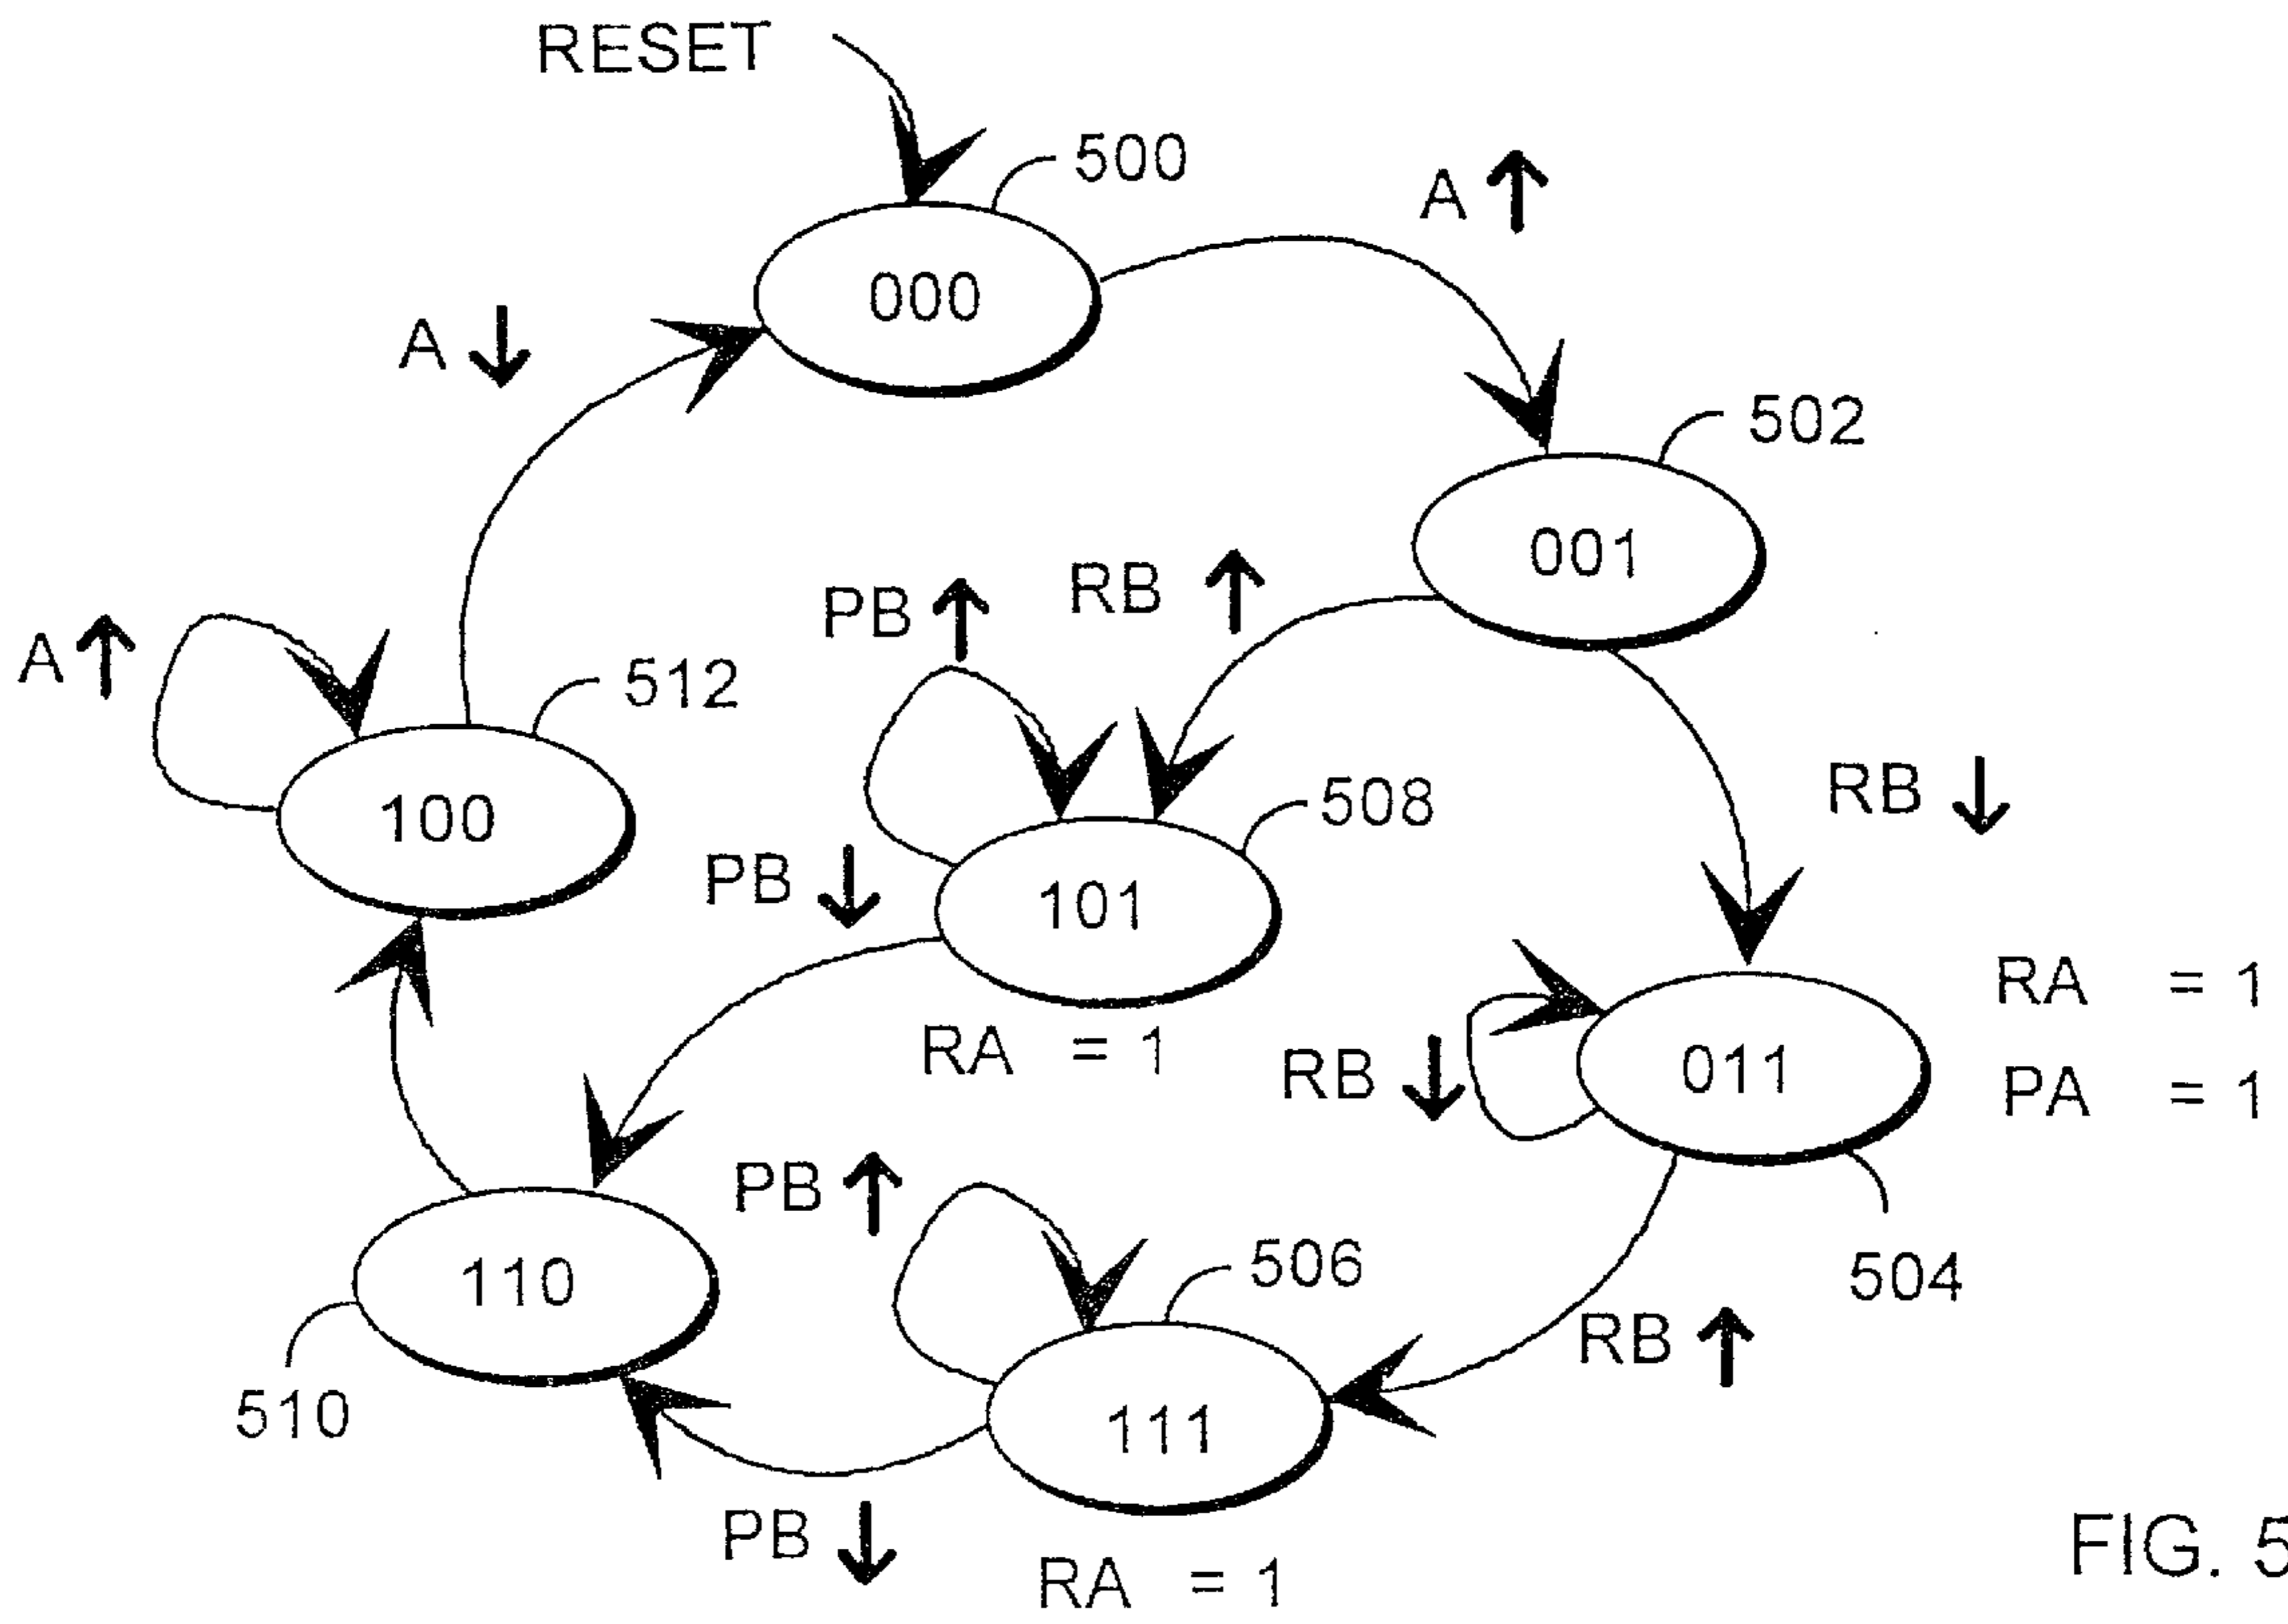 RESET
500
A ↑
000
A ↓
502
001
PB ↑
RB ↑
A ↑
512
RB ↓
508
100
PB ↓
101
RA = 1
RA = 1
RB ↓
011
PA = 1
PB ↑
506
504
110
RB ↑
510
111
PB ↓
RA = 1
FIG. 5